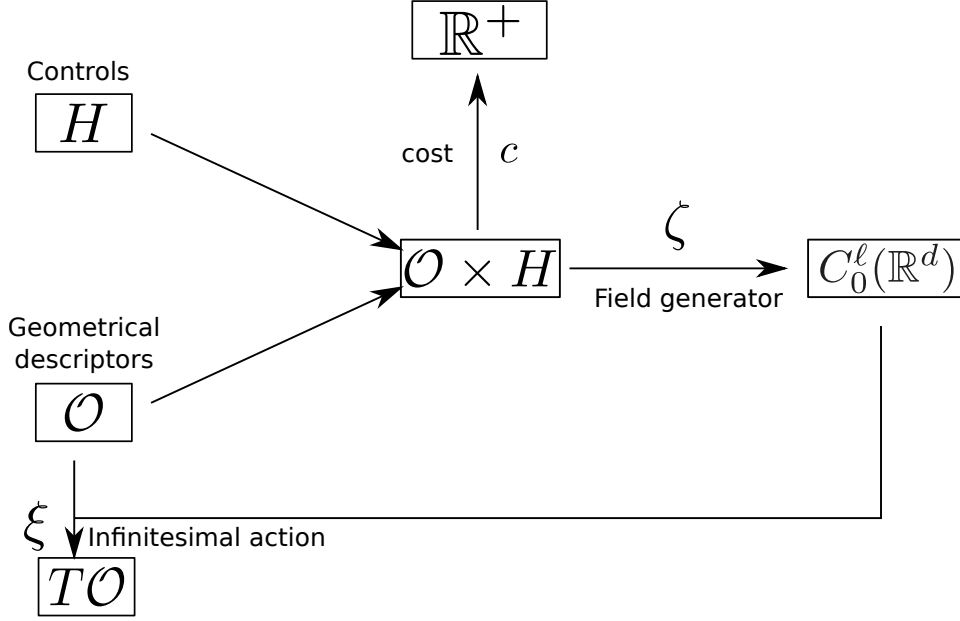 ℝ⁺
Controls
H
cost c
ζ
𝒪 × H
C₀^ℓ(ℝ^d)
Field generator
Geometrical
descriptors
𝒪
ξ
Infinitesimal action
T𝒪